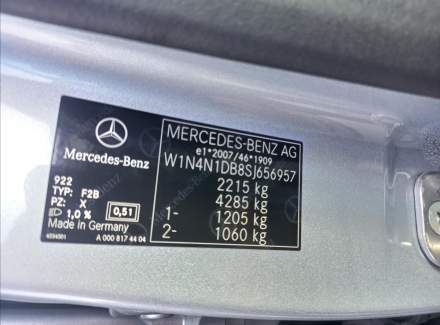 Mercedes-Benz
922
TYP: F2B
PZ: X
1,0 % 0,51
Made in Germany
A 000 817 44 04
MERCEDES-BENZ AG
e1*2007/46*1909
W1N4N1DB8SJ656957
2215 kg
4285 kg
1- 1205 kg
2- 1060 kg